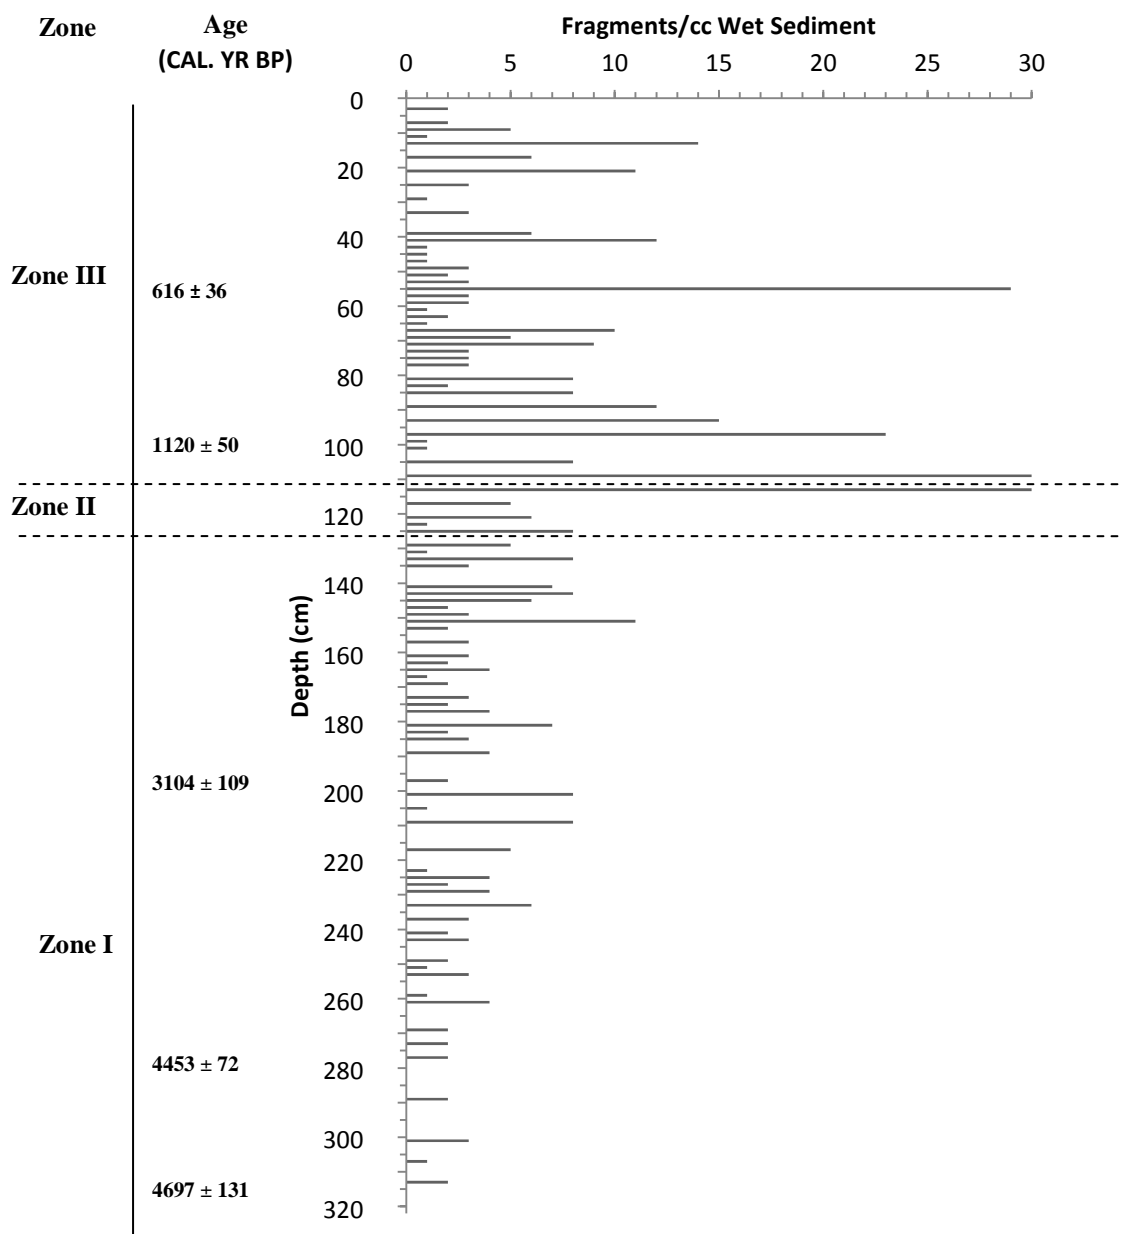 Zone
Age
(CAL. YR BP)
Fragments/cc Wet Sediment
0 5 10 15 20 25 30
0
20
40
Zone III
616 ± 36
60
80
1120 ± 50
100
Zone II
120
140
Depth (cm)
160
180
3104 ± 109
200
220
240
Zone I
260
4453 ± 72
280
300
4697 ± 131
320